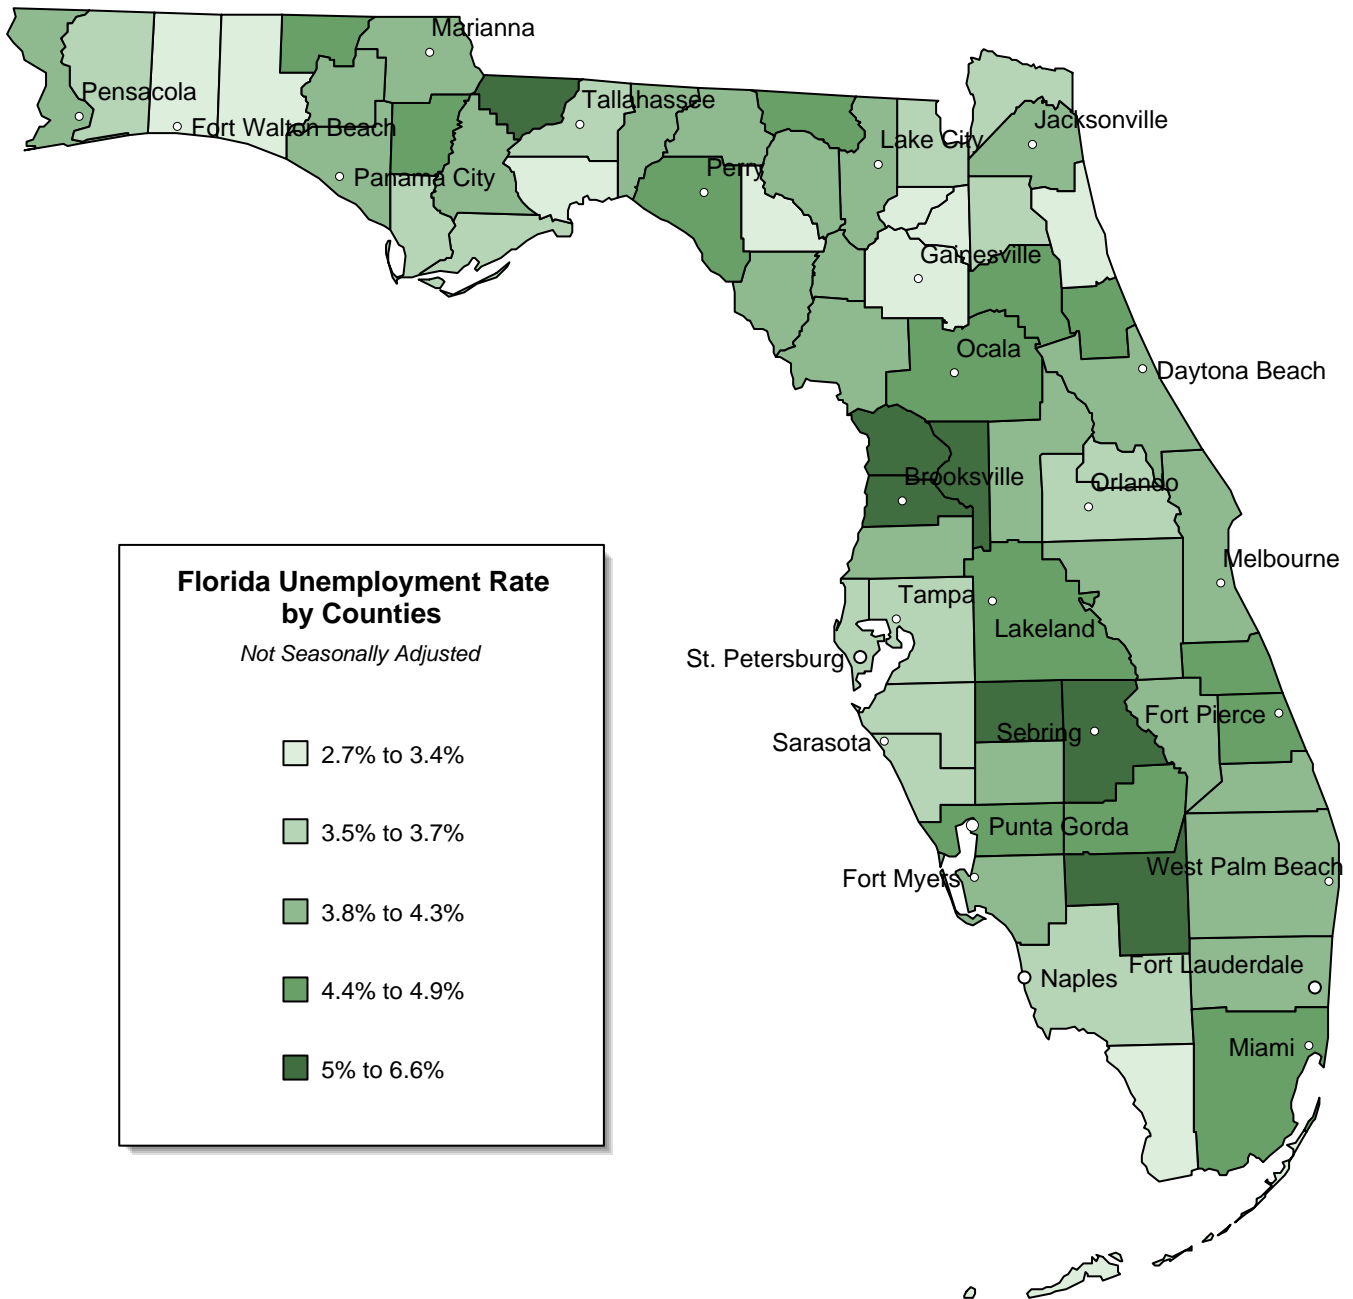 Marianna
Pensacola
Tallahassee
Fort Walton Beach
Jacksonville
Lake City
Perry
Panama City
Gainesville
Ocala
Daytona Beach
Brooksville
Orlando
Melbourne
Florida Unemployment Rate
by Counties
Not Seasonally Adjusted
2.7% to 3.4%
3.5% to 3.7%
3.8% to 4.3%
4.4% to 4.9%
5% to 6.6%
Tampa
Lakeland
St. Petersburg
Fort Pierce
Sebring
Sarasota
Punta Gorda
West Palm Beach
Fort Myers
Fort Lauderdale
Naples
Miami